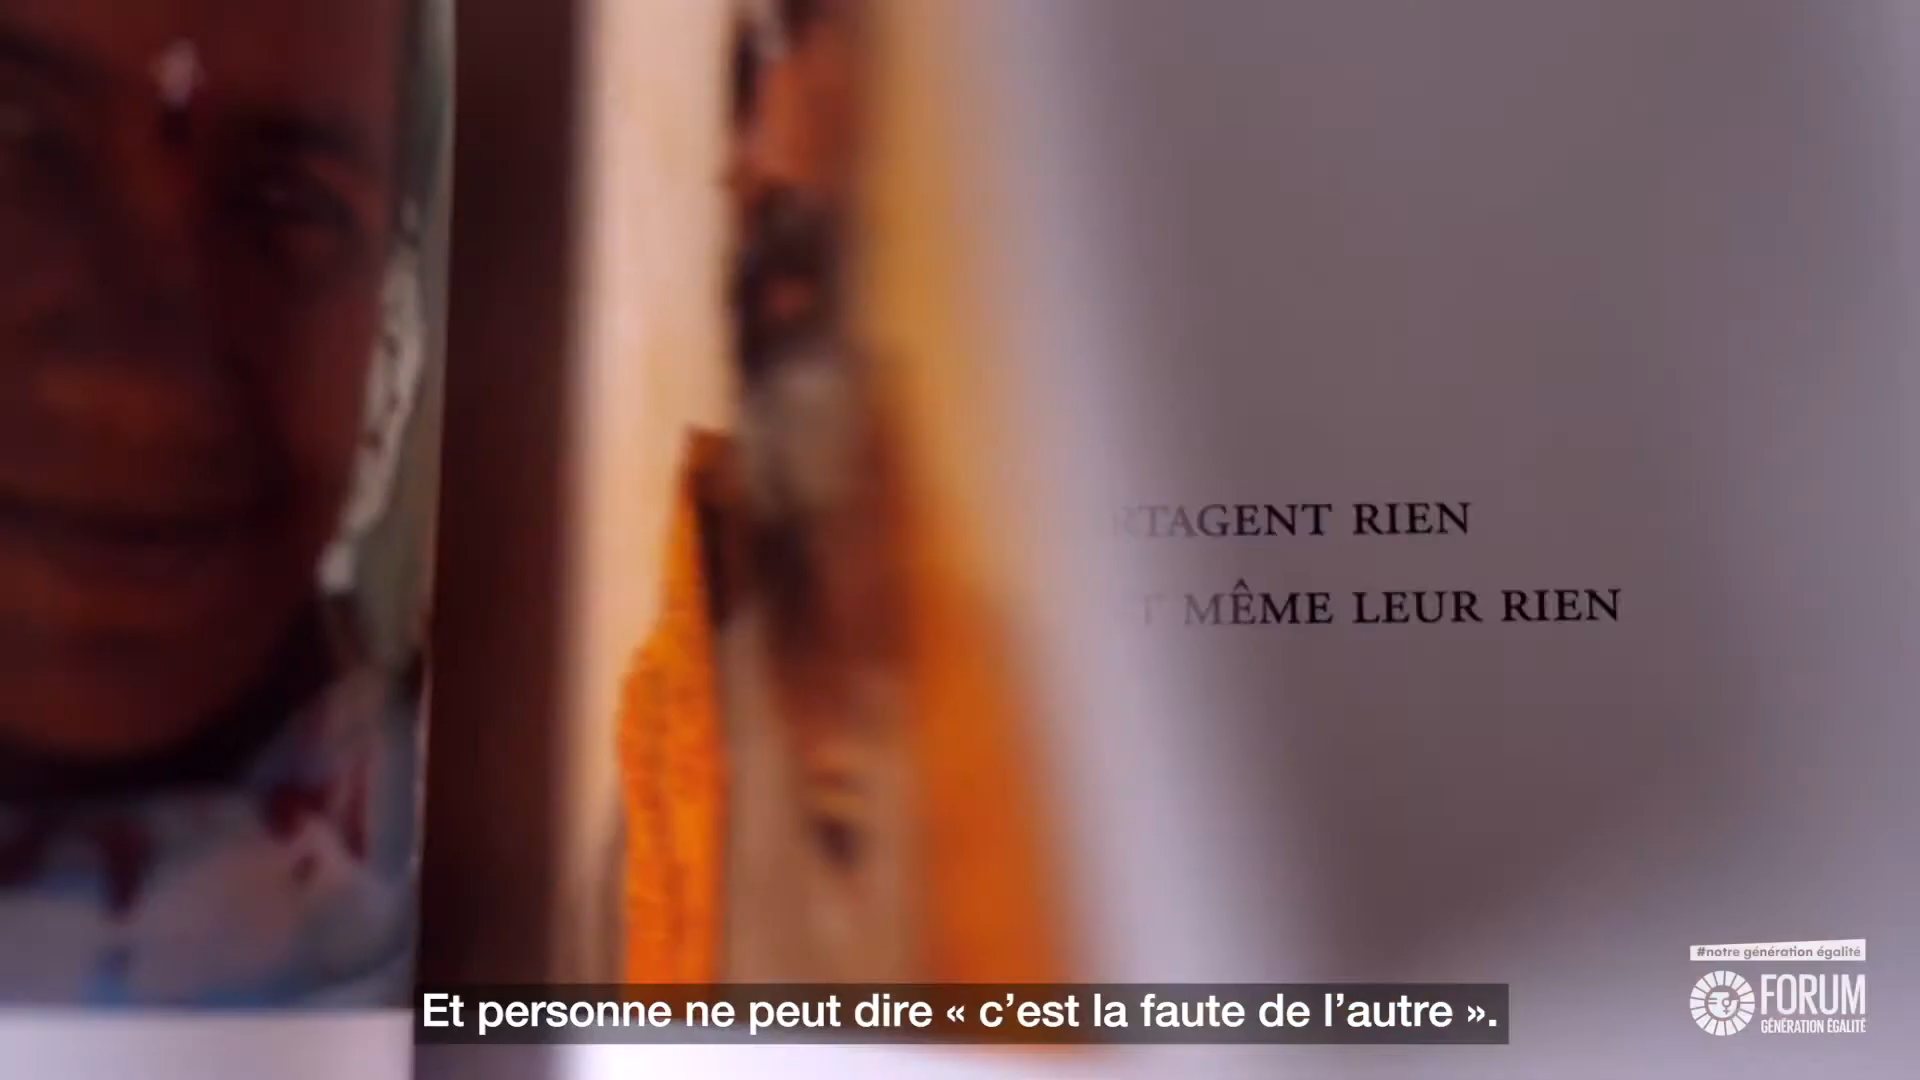 RTAGENT RIEN
T MÊME LEUR RIEN
#notre génération égalité
FORUM
GÉNÉRATION ÉGALITÉ
Et personne ne peut dire « c’est la faute de l’autre ».